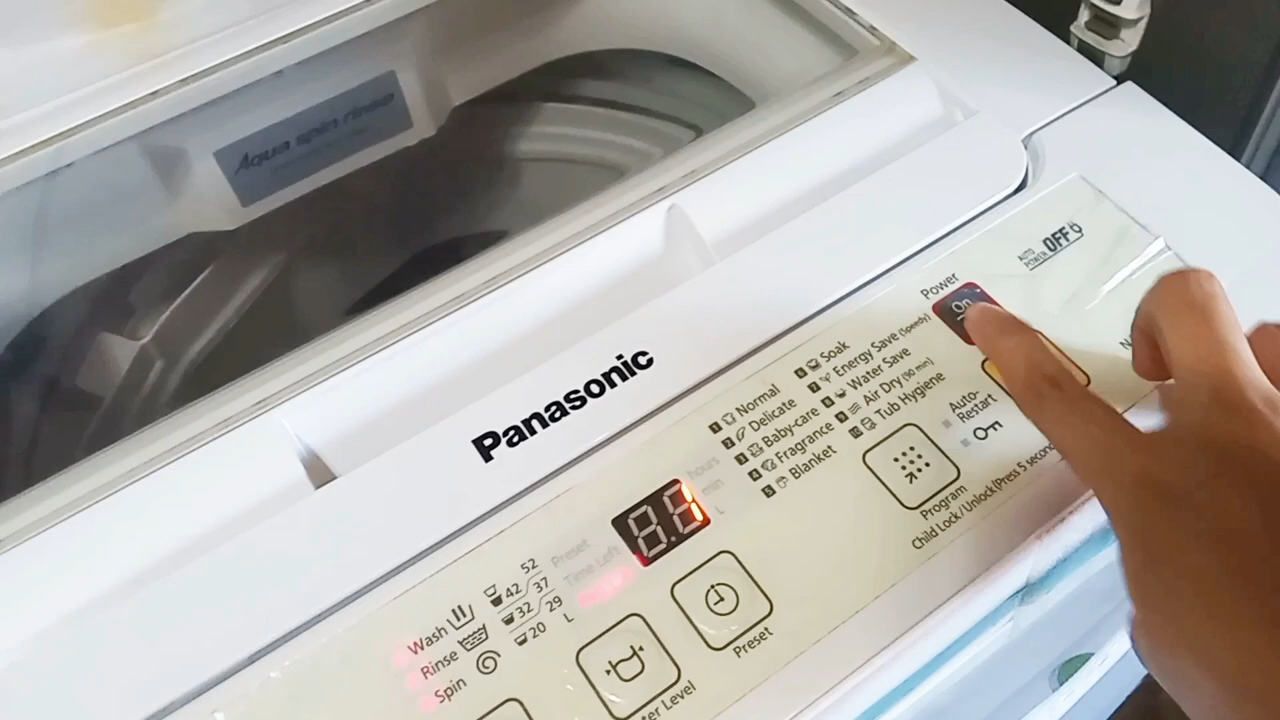 Aqua spin rinse
Panasonic
AUTO POWER OFF
Power
On
1 Normal
2 Delicate
3 Baby-care
4 Fragrance
5 Blanket
6 Soak
7 Energy Save (Speedy)
8 Water Save
9 Air Dry (90 min)
10 Tub Hygiene
Auto-
Restart
Program
Child Lock/Unlock (Press 5 seconds
hours
min
L
Preset
Time Left
52
42
37
32
29
20
L
Wash
Rinse
Spin
Preset
ter Level